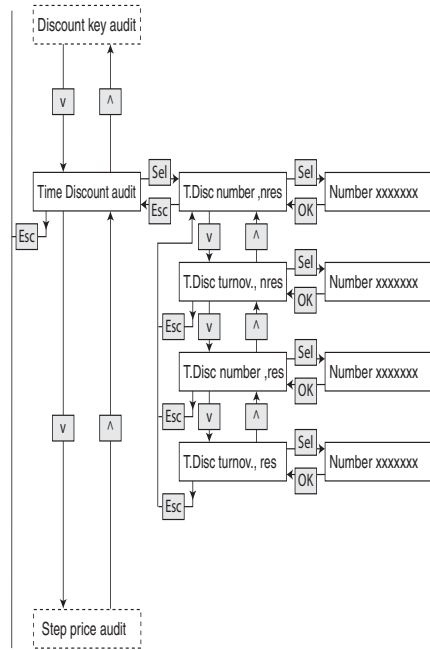 Discount key audit
v
^
Sel
Sel
Time Discount audit
T.Disc number ,nres
Number xxxxxxx
Esc
OK
Esc
v
^
Sel
T.Disc turnov., nres
Number xxxxxxx
OK
Esc
v
^
Sel
T.Disc number ,res
Number xxxxxxx
OK
v
^
Esc
v
^
Sel
T.Disc turnov., res
Number xxxxxxx
OK
Esc
Step price audit